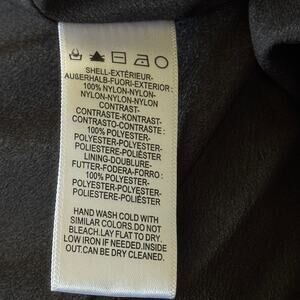 SHELL-EXTÉRIEUR-
AUßERHALB-FUORI-EXTERIOR :
100% NYLON-NYLON-
NYLON-NYLON-NYLON
CONTRAST-
CONTRASTE-KONTRAST-
CONTRASTO-CONTRASTE :
100% POLYESTER-
POLYESTER-POLYESTER-
POLIESTERE-POLIÉSTER
LINING-DOUBLURE-
FUTTER-FODERA-FORRO :
100% POLYESTER-
POLYESTER-POLYESTER-
POLIESTERE-POLIÉSTER
HAND WASH COLD WITH
SIMILAR COLORS.DO NOT
BLEACH.LAY FLAT TO DRY.
LOW IRON IF NEEDED.INSIDE
OUT.CAN BE DRY CLEANED.